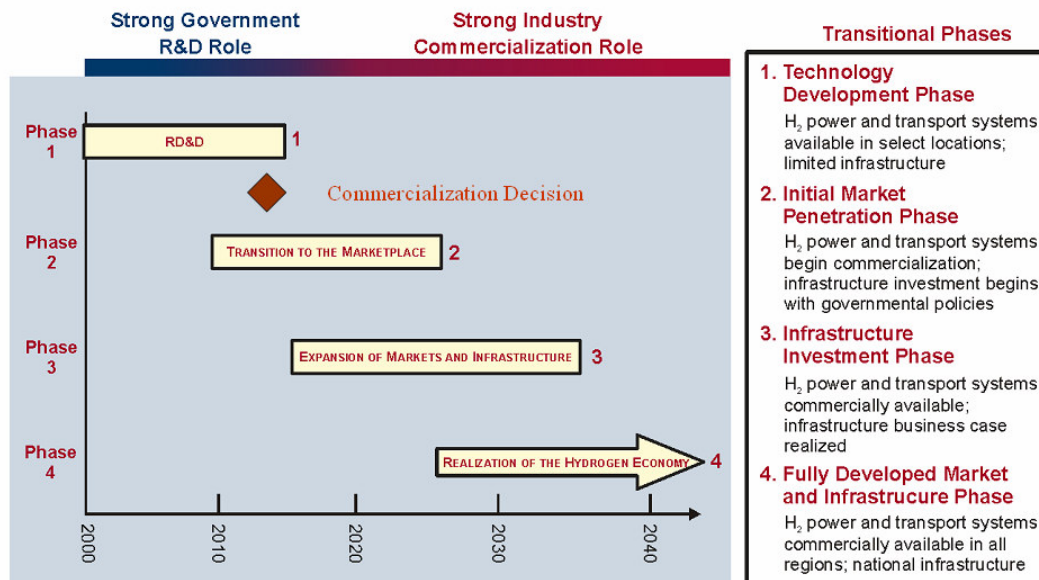 Strong Government
R&D Role
Strong Industry
Commercialization Role
Phase
1
RD&D
1
Commercialization Decision
Phase
2
TRANSITION TO THE MARKETPLACE
2
Phase
3
EXPANSION OF MARKETS AND INFRASTRUCTURE
3
Phase
4
REALIZATION OF THE HYDROGEN ECONOMY
4
2000
2010
2020
2030
2040
Transitional Phases
1. Technology
Development Phase
H₂ power and transport systems
available in select locations;
limited infrastructure
2. Initial Market
Penetration Phase
H₂ power and transport systems
begin commercialization;
infrastructure investment begins
with governmental policies
3. Infrastructure
Investment Phase
H₂ power and transport systems
commercially available;
infrastructure business case
realized
4. Fully Developed Market
and Infrastrucure Phase
H₂ power and transport systems
commercially available in all
regions; national infrastructure